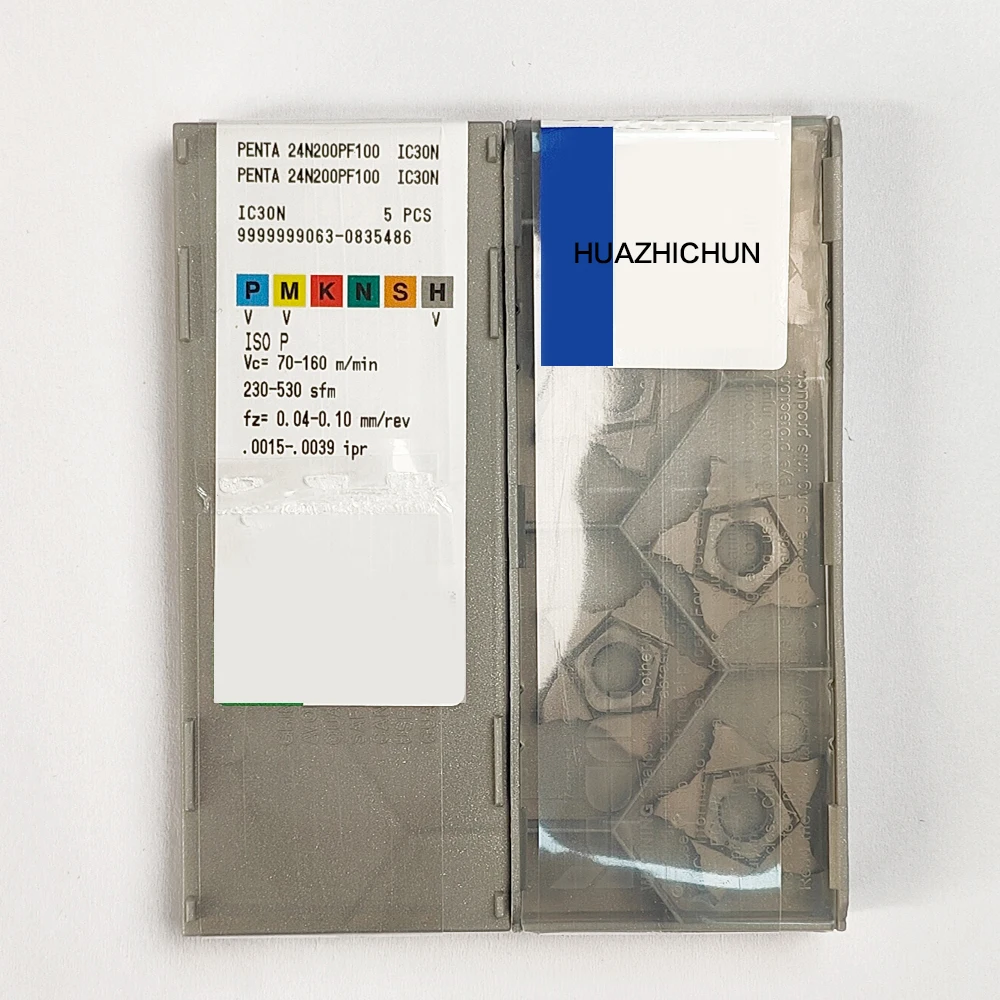 PENTA 24N200PF100 IC30N
PENTA 24N200PF100 IC30N
IC30N 5 PCS
9999999063-0835486
P M K N S H
V V V
ISO P
Vc= 70-160 m/min
230-530 sfm
fz= 0.04-0.10 mm/rev
.0015-.0039 ipr
HUAZHICHUN